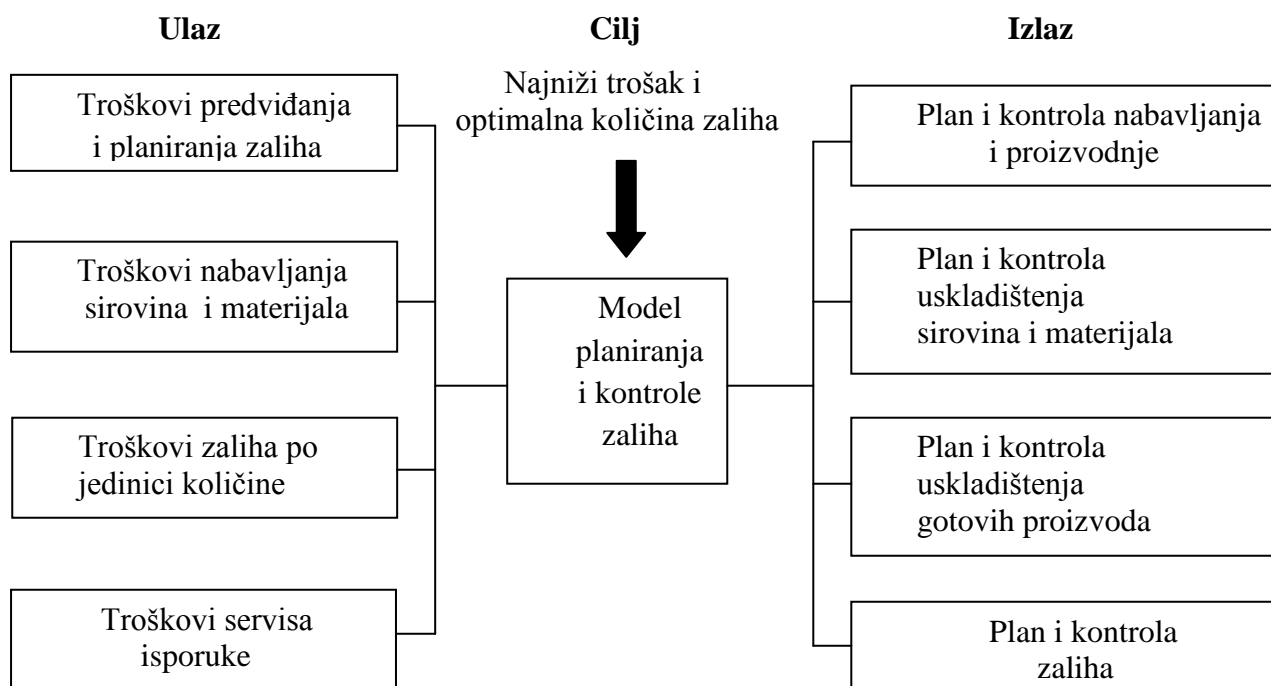 Ulaz
Troškovi predviđanja
i planiranja zaliha
Troškovi nabavljanja
sirovina i materijala
Troškovi zaliha po
jedinici količine
Troškovi servisa
isporuke
Cilj
Najniži trošak i
optimalna količina zaliha
Model
planiranja
i kontrole
zaliha
Izlaz
Plan i kontrola nabavljanja
i proizvodnje
Plan i kontrola
uskladištenja
sirovina i materijala
Plan i kontrola
uskladištenja
gotovih proizvoda
Plan i kontrola
zaliha